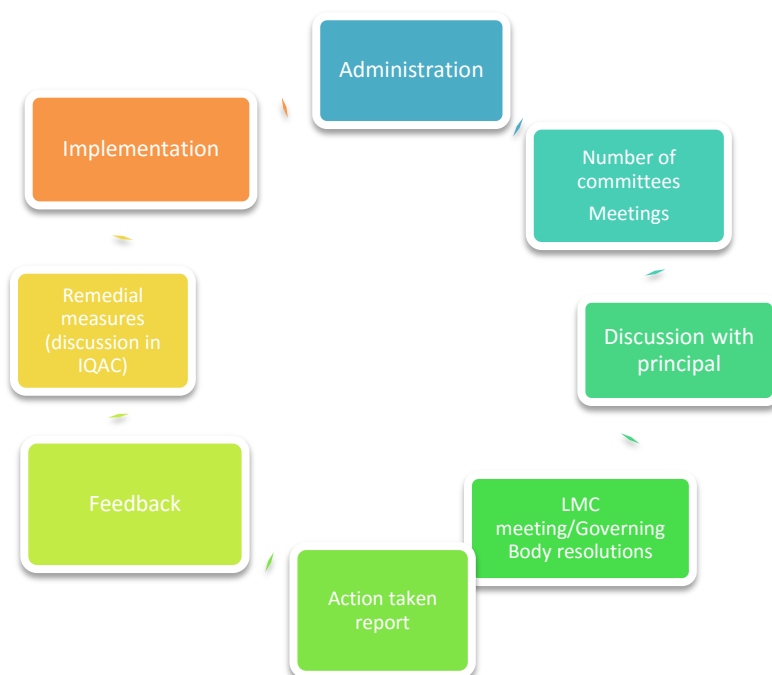 Administration
Number of
committees
Meetings
Discussion with
principal
LMC
meeting/Governing
Body resolutions
Action taken
report
Feedback
Remedial
measures
(discussion in
IQAC)
Implementation